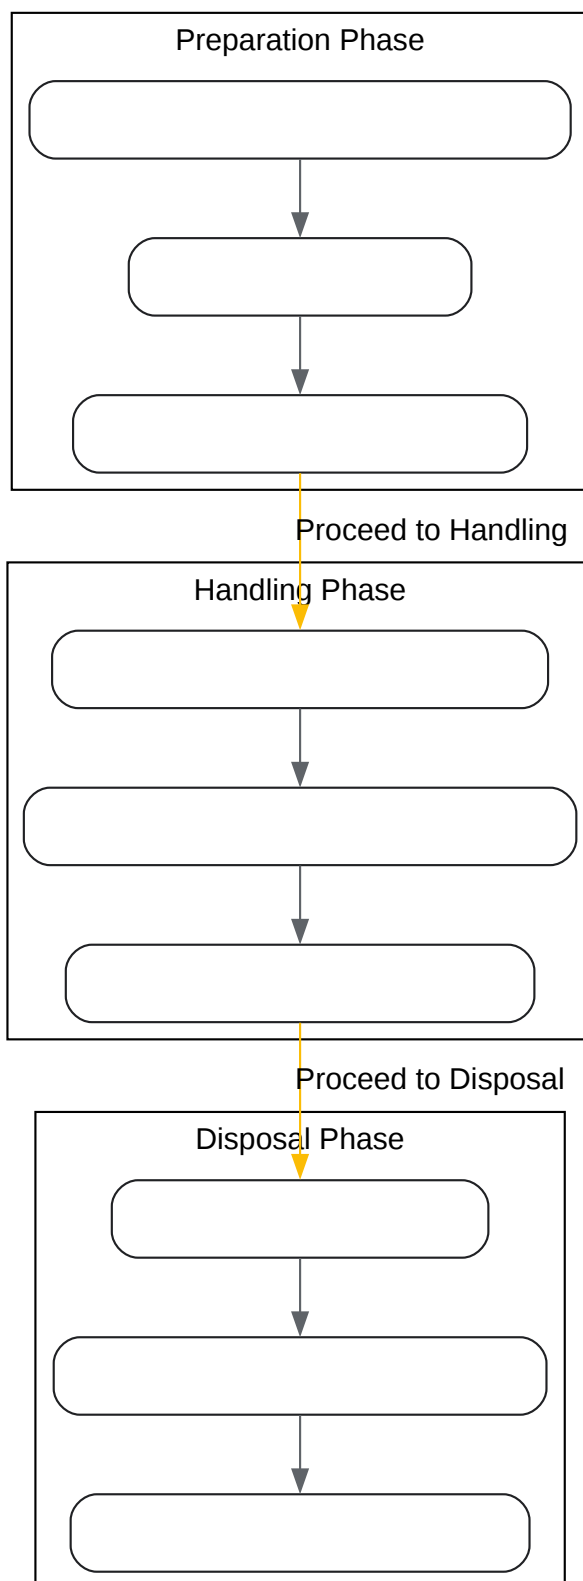 Preparation Phase
Proceed to Handling
Handling Phase
Proceed to Disposal
Disposal Phase